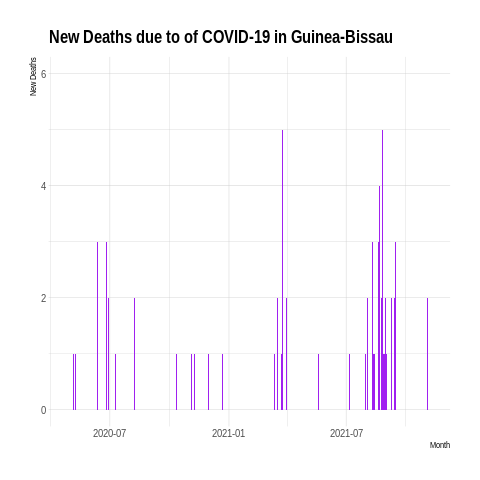 New Deaths due to of COVID-19 in Guinea-Bissau
New Deaths
6
4
2
0
2020-07 2021-01 2021-07
Month